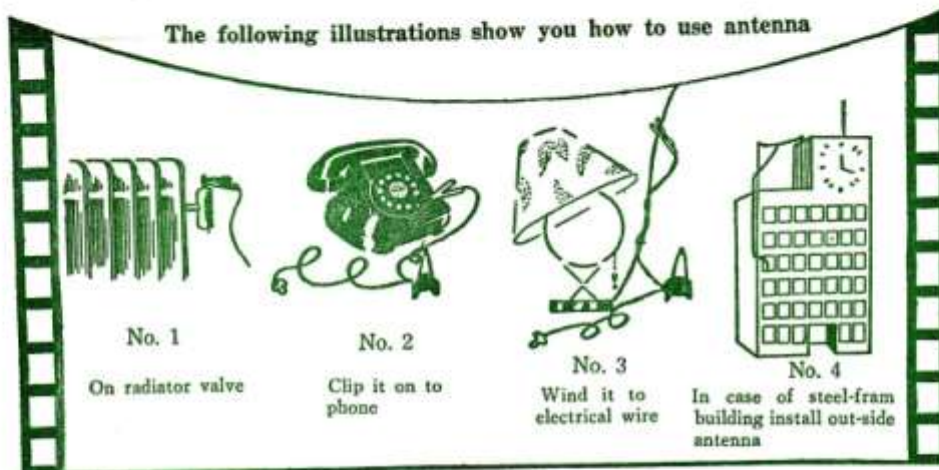 The following illustrations show you how to use antenna
No. 1
On radiator valve
No. 2
Clip it on to
phone
No. 3
Wind it to
electrical wire
No. 4
In case of steel-fram
building install out-side
antenna